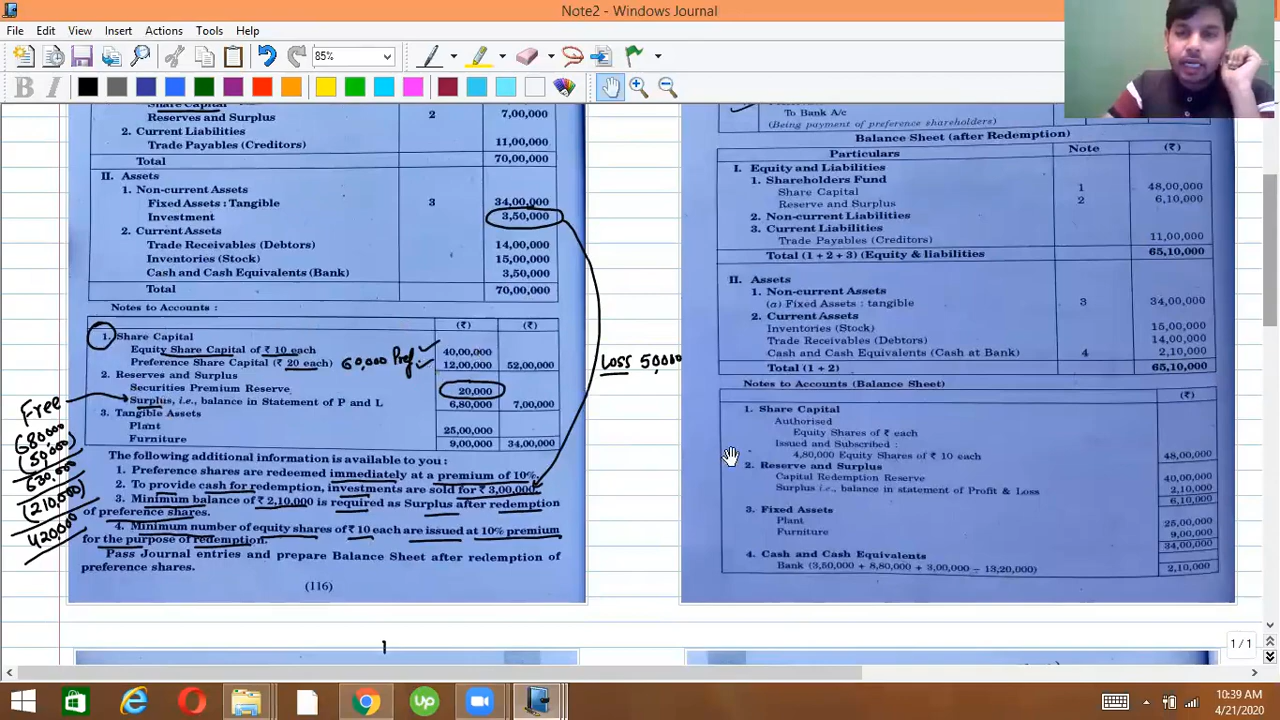 Note2 - Windows Journal
File Edit View Insert Actions Tools Help
85%
Share Capital
Reserves and Surplus 2 7,00,000
2. Current Liabilities
Trade Payables (Creditors) 11,00,000
Total 70,00,000
II. Assets
1. Non-current Assets
Fixed Assets : Tangible 3 34,00,000
Investment 3,50,000
2. Current Assets
Trade Receivables (Debtors) 14,00,000
Inventories (Stock) 15,00,000
Cash and Cash Equivalents (Bank) 3,50,000
Total 70,00,000
Notes to Accounts :
(₹) (₹)
1. Share Capital
Equity Share Capital of ₹ 10 each 40,00,000
Preference Share Capital (₹ 20 each) 60,000 Pref 12,00,000 52,00,000
2. Reserves and Surplus
Securities Premium Reserve 20,000
Surplus, i.e., balance in Statement of P and L 6,80,000 7,00,000
3. Tangible Assets
Plant 25,00,000
Furniture 9,00,000 34,00,000
Loss 50,000
Free
680000
(50,000)
630,000
(210,000)
420,000
The following additional information is available to you :
1. Preference shares are redeemed immediately at a premium of 10%.
2. To provide cash for redemption, investments are sold for ₹ 3,00,000.
3. Minimum balance of ₹ 2,10,000 is required as Surplus after redemption
of preference shares.
4. Minimum number of equity shares of ₹ 10 each are issued at 10% premium
for the purpose of redemption.
Pass Journal entries and prepare Balance Sheet after redemption of
preference shares.
(116)
To Bank A/c
(Being payment of preference shareholders)
Balance Sheet (after Redemption)
Particulars Note (₹)
I. Equity and Liabilities
1. Shareholders Fund
Share Capital 1 48,00,000
Reserve and Surplus 2 6,10,000
2. Non-current Liabilities
3. Current Liabilities
Trade Payables (Creditors) 11,00,000
Total (1 + 2 + 3) (Equity & liabilities 65,10,000
II. Assets
1. Non-current Assets
(a) Fixed Assets : tangible 3 34,00,000
2. Current Assets
Inventories (Stock) 15,00,000
Trade Receivables (Debtors) 14,00,000
Cash and Cash Equivalents (Cash at Bank) 4 2,10,000
Total (1 + 2) 65,10,000
Notes to Accounts (Balance Sheet)
(₹)
1. Share Capital
Authorised
Equity Shares of ₹ each
Issued and Subscribed :
4,80,000 Equity Shares of ₹ 10 each 48,00,000
2. Reserve and Surplus
Capital Redemption Reserve 40,00,000
Surplus i.e., balance in statement of Profit & Loss 2,10,000
6,10,000
3. Fixed Assets
Plant 25,00,000
Furniture 9,00,000
34,00,000
4. Cash and Cash Equivalents
Bank (3,50,000 + 8,80,000 + 3,00,000 − 13,20,000) 2,10,000
1 / 1
10:39 AM
4/21/2020